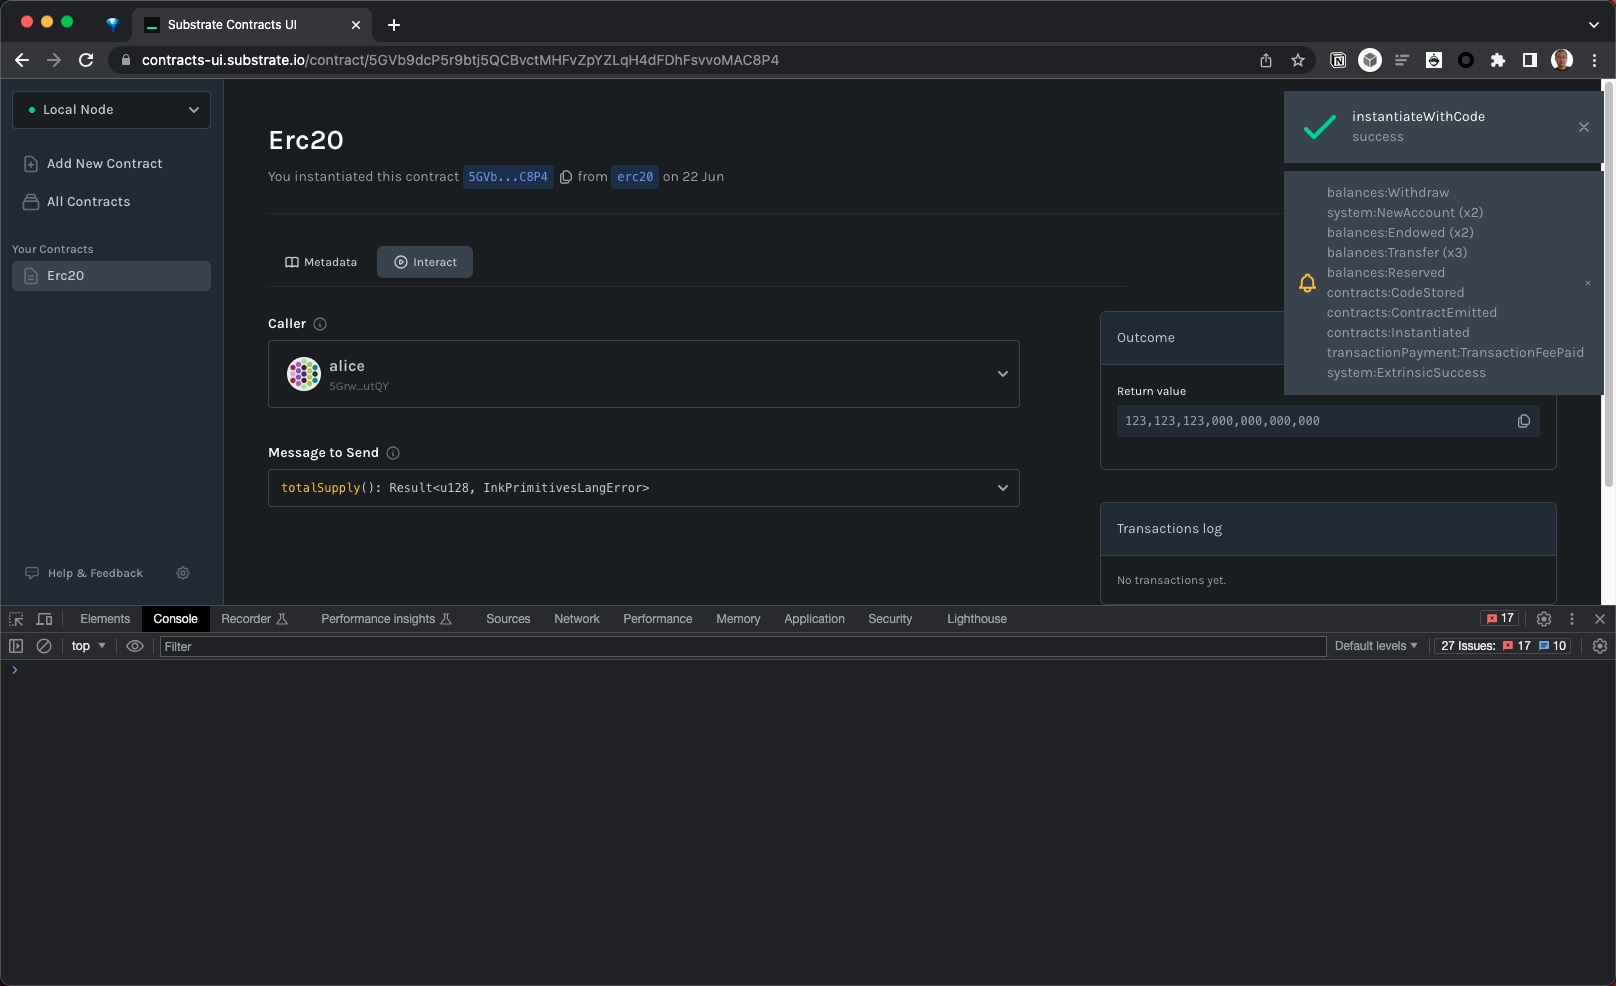 Substrate Contracts UI
contracts-ui.substrate.io/contract/5GVb9dcP5r9btj5QCBvctMHFvZpYZLqH4dFDhFsvvoMAC8P4
Local Node
Add New Contract
All Contracts
Your Contracts
Erc20
Help & Feedback
Erc20
You instantiated this contract 5GVb...C8P4 from erc20 on 22 Jun
Metadata
Interact
Caller
alice
5Grw...utQY
Message to Send
totalSupply(): Result<u128, InkPrimitivesLangError>
Outcome
Return value
123,123,123,000,000,000,000
Transactions log
No transactions yet.
instantiateWithCode
success
balances:Withdraw
system:NewAccount (x2)
balances:Endowed (x2)
balances:Transfer (x3)
balances:Reserved
contracts:CodeStored
contracts:ContractEmitted
contracts:Instantiated
transactionPayment:TransactionFeePaid
system:ExtrinsicSuccess
Elements Console Recorder Performance insights Sources Network Performance Memory Application Security Lighthouse 17
top Filter Default levels 27 Issues: 17 10